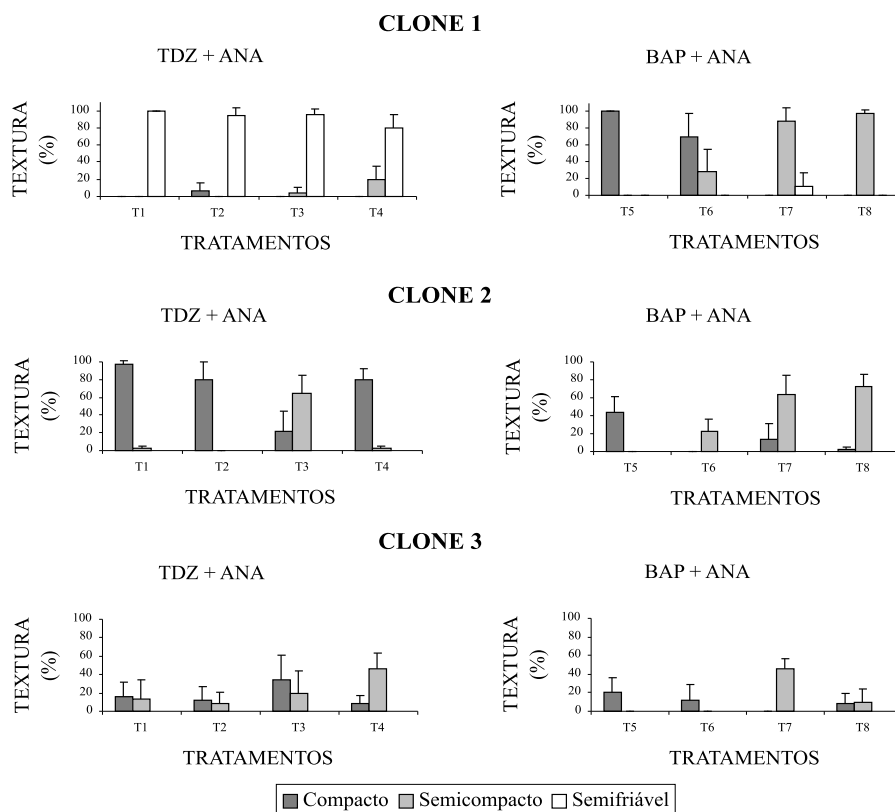 CLONE 1
TDZ + ANA
BAP + ANA
TEXTURA
(%)
100
80
60
40
20
0
T1
T2
T3
T4
TRATAMENTOS
TEXTURA
(%)
100
80
60
40
20
0
T5
T6
T7
T8
TRATAMENTOS
CLONE 2
TDZ + ANA
BAP + ANA
TEXTURA
(%)
100
80
60
40
20
0
T1
T2
T3
T4
TRATAMENTOS
TEXTURA
(%)
100
80
60
40
20
0
T5
T6
T7
T8
TRATAMENTOS
CLONE 3
TDZ + ANA
BAP + ANA
TEXTURA
(%)
100
80
60
40
20
0
T1
T2
T3
T4
TRATAMENTOS
TEXTURA
(%)
100
80
60
40
20
0
T5
T6
T7
T8
TRATAMENTOS
Compacto Semicompacto Semifriável